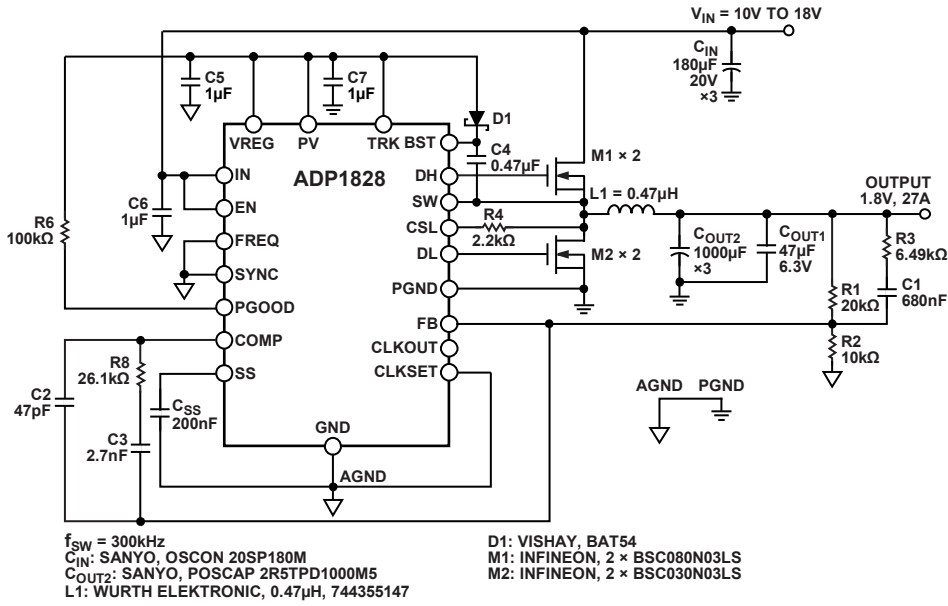 V_IN = 10V TO 18V
C_IN
180µF
20V
×3
C5
1µF
C7
1µF
D1
VREG
PV
TRK
BST
C4
0.47µF
M1 × 2
ADP1828
IN
DH
L1 = 0.47µH
OUTPUT
1.8V, 27A
EN
SW
C6
1µF
R6
100kΩ
CSL
R4
2.2kΩ
FREQ
DL
M2 × 2
C_OUT2
1000µF
×3
C_OUT1
47µF
6.3V
R3
6.49kΩ
SYNC
PGND
R1
20kΩ
C1
680nF
PGOOD
FB
COMP
CLKOUT
R2
10kΩ
R8
26.1kΩ
SS
CLKSET
C2
47pF
C_SS
200nF
AGND PGND
C3
2.7nF
GND
AGND
f_SW = 300kHz
C_IN: SANYO, OSCON 20SP180M
C_OUT2: SANYO, POSCAP 2R5TPD1000M5
L1: WURTH ELEKTRONIC, 0.47µH, 744355147
D1: VISHAY, BAT54
M1: INFINEON, 2 × BSC080N03LS
M2: INFINEON, 2 × BSC030N03LS